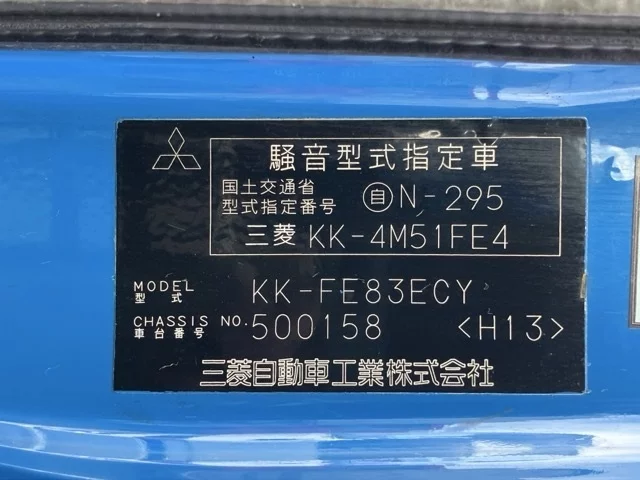 騒音型式指定車
国土交通省
型式指定番号 自N-295
三菱 KK-4M51FE4
MODEL
型式 KK-FE83ECY
CHASSIS NO.
車台番号 500158 <H13>
三菱自動車工業株式会社